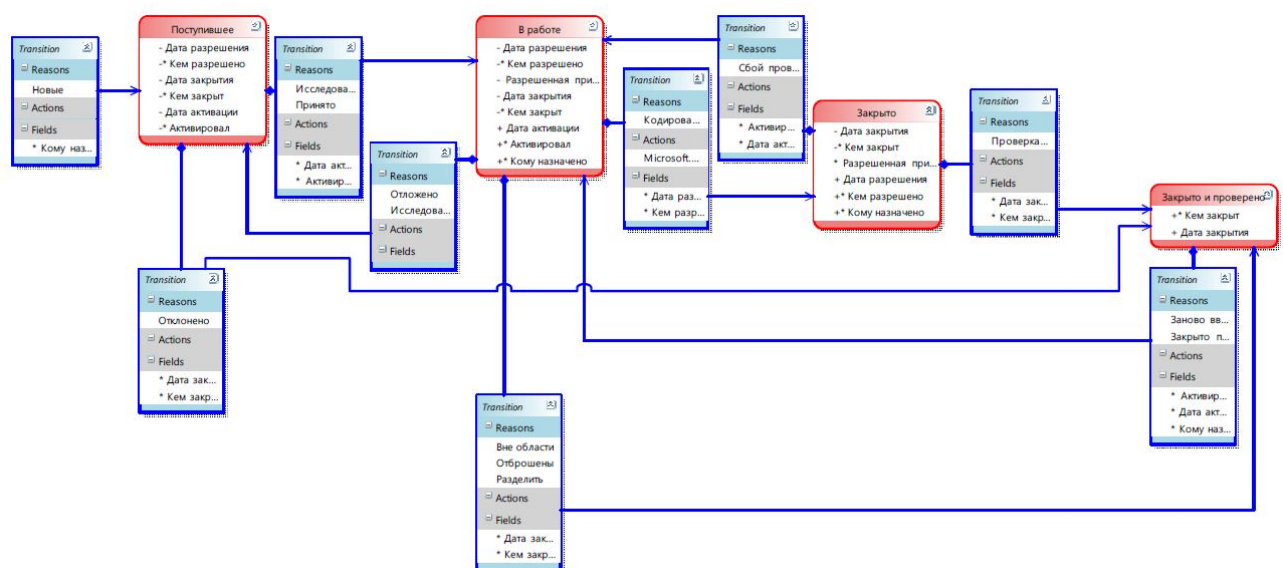 Transition
Reasons
Новые
Actions
Fields
* Кому наз...
Поступившее
- Дата разрешения
-* Кем разрешено
- Дата закрытия
-* Кем закрыт
- Дата активации
-* Активировал
Transition
Reasons
Исследова...
Принято
Actions
Fields
* Дата акт...
* Активир...
Transition
Reasons
Отложено
Исследова...
Actions
Fields
В работе
- Дата разрешения
-* Кем разрешено
- Разрешенная при...
- Дата закрытия
-* Кем закрыт
+ Дата активации
+* Активировал
+* Кому назначено
Transition
Reasons
Кодирова...
Actions
Microsoft....
Fields
* Дата раз...
* Кем разр...
Transition
Reasons
Сбой пров...
Actions
Fields
* Активир...
* Дата акт...
Закрыто
- Дата закрытия
-* Кем закрыт
* Разрешенная при...
+ Дата разрешения
+* Кем разрешено
+* Кому назначено
Transition
Reasons
Проверка...
Actions
Fields
* Дата зак...
* Кем закр...
Закрыто и проверено
+* Кем закрыт
+ Дата закрытия
Transition
Reasons
Отклонено
Actions
Fields
* Дата зак...
* Кем закр...
Transition
Reasons
Вне области
Отброшены
Разделить
Actions
Fields
* Дата зак...
* Кем закр...
Transition
Reasons
Заново вв...
Закрыто п...
Actions
Fields
* Активир...
* Дата акт...
* Кому наз...